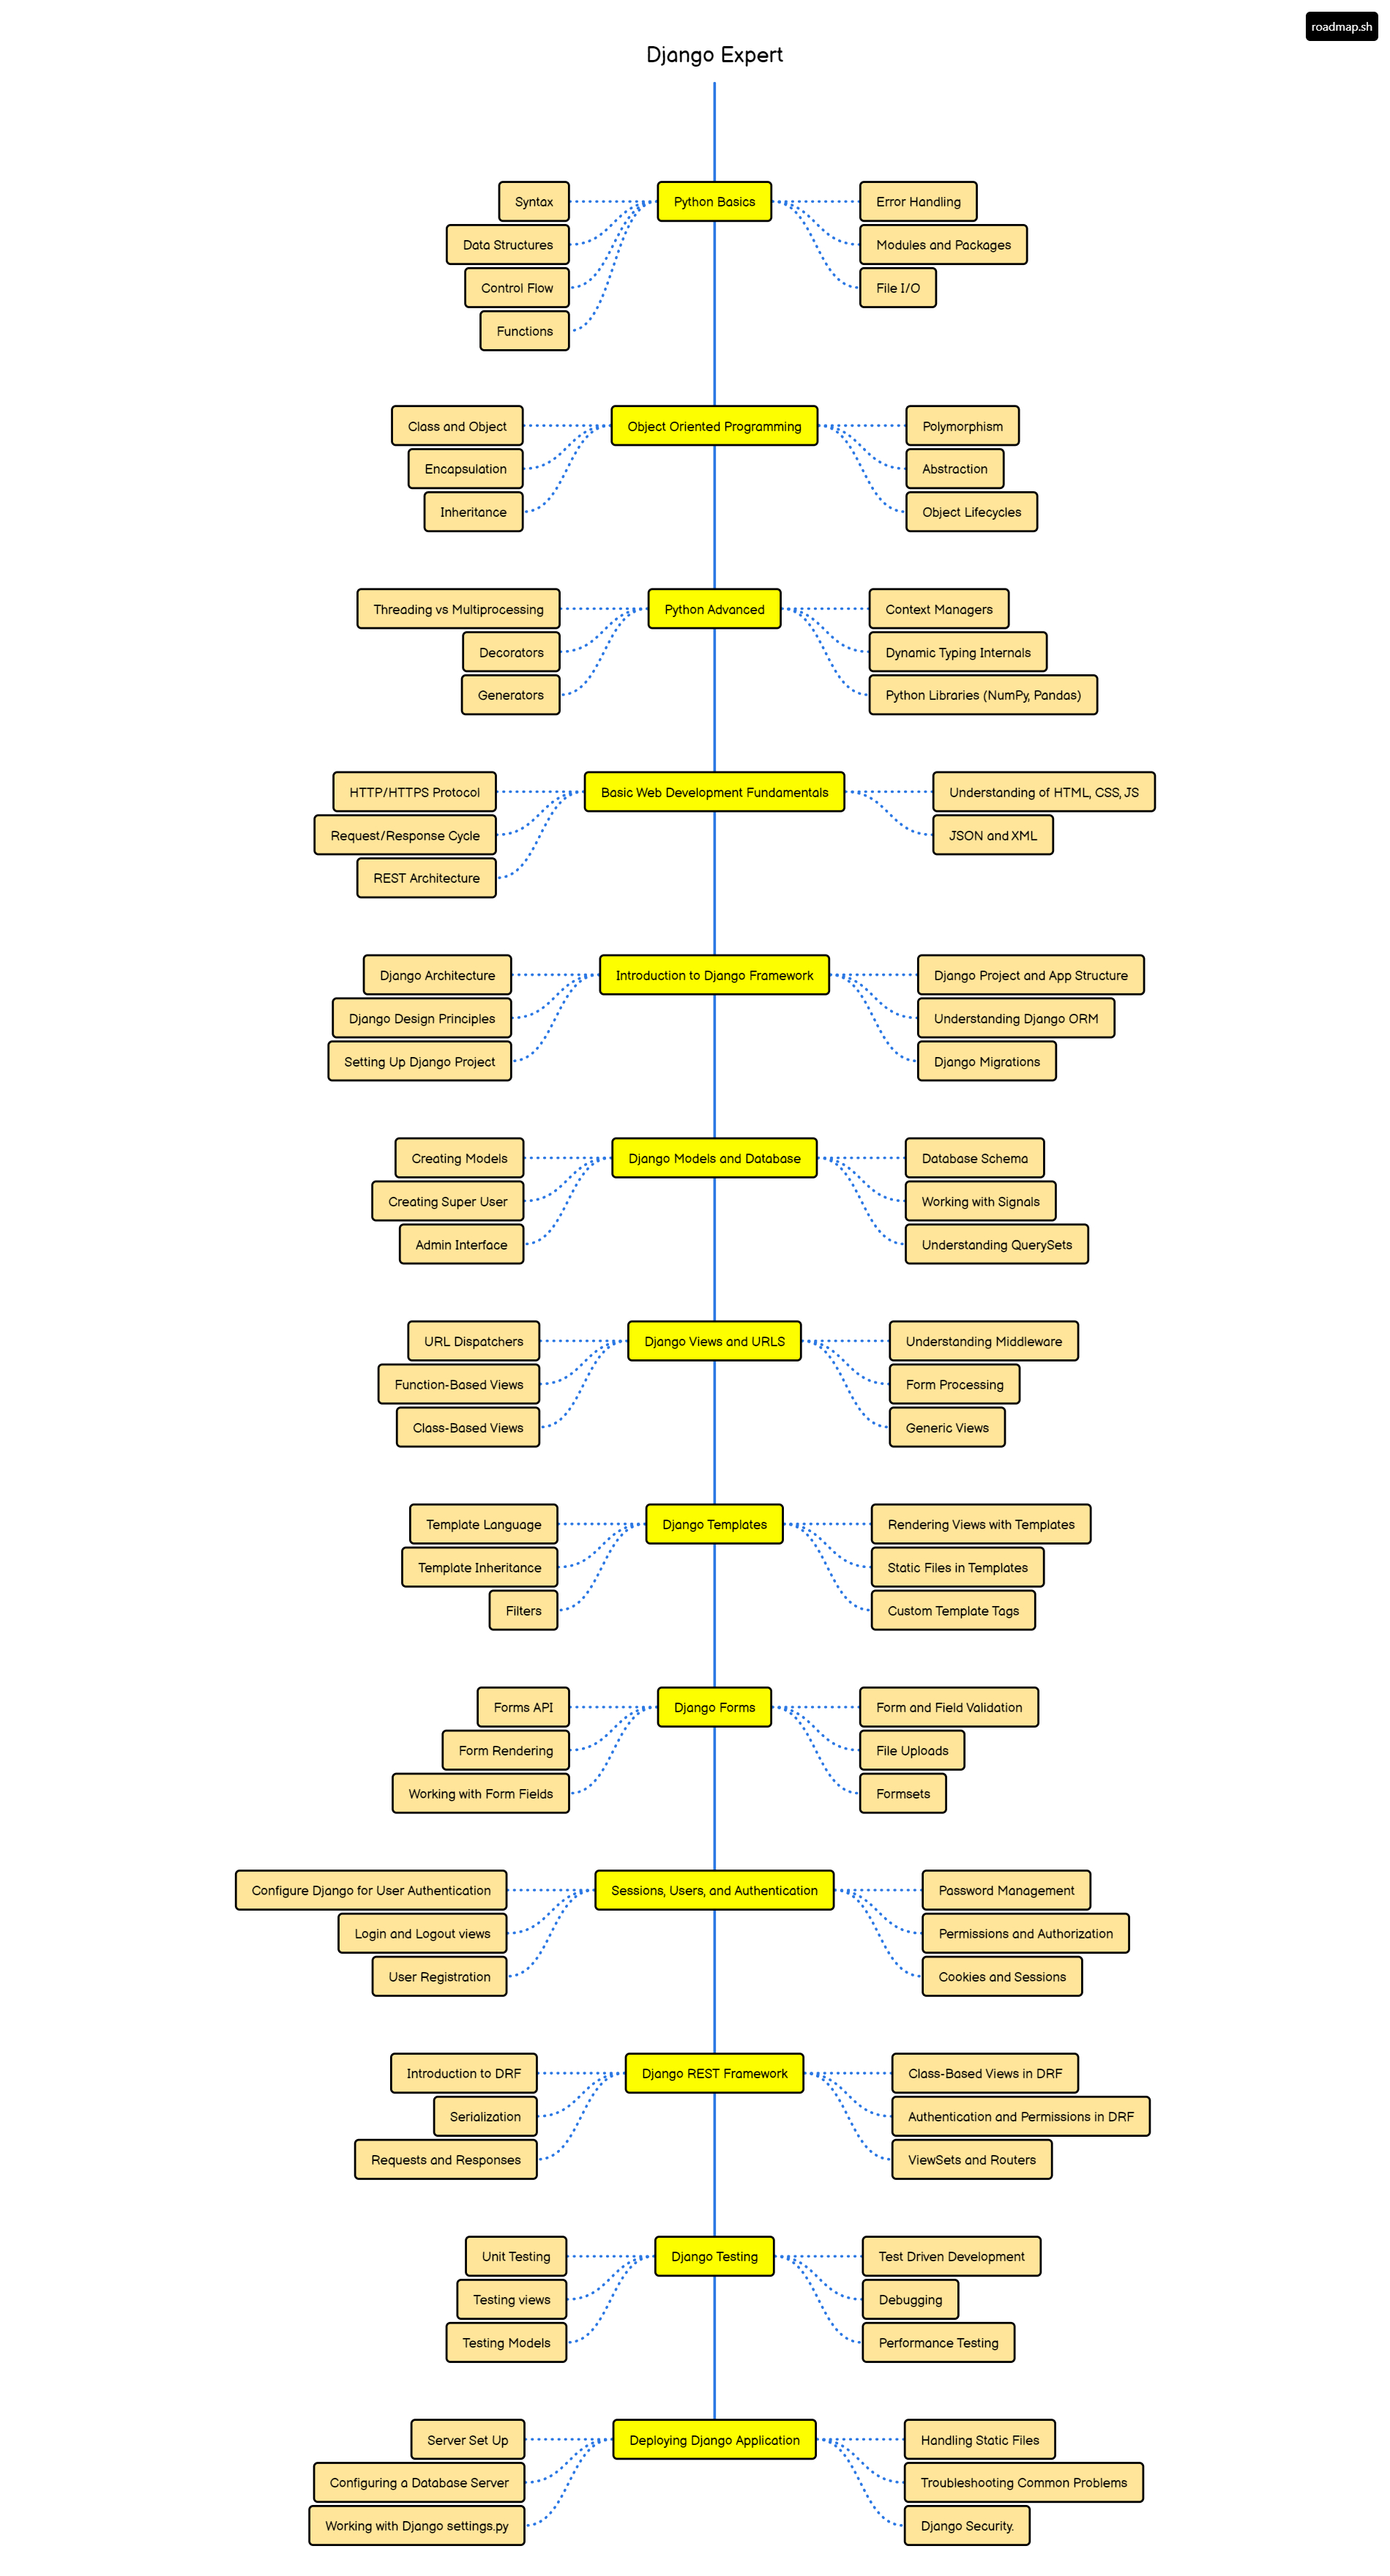 roadmap.sh
Django Expert
Python Basics
Syntax
Data Structures
Control Flow
Functions
Error Handling
Modules and Packages
File I/O
Object Oriented Programming
Class and Object
Encapsulation
Inheritance
Polymorphism
Abstraction
Object Lifecycles
Python Advanced
Threading vs Multiprocessing
Decorators
Generators
Context Managers
Dynamic Typing Internals
Python Libraries (NumPy, Pandas)
Basic Web Development Fundamentals
HTTP/HTTPS Protocol
Request/Response Cycle
REST Architecture
Understanding of HTML, CSS, JS
JSON and XML
Introduction to Django Framework
Django Architecture
Django Design Principles
Setting Up Django Project
Django Project and App Structure
Understanding Django ORM
Django Migrations
Django Models and Database
Creating Models
Creating Super User
Admin Interface
Database Schema
Working with Signals
Understanding QuerySets
Django Views and URLS
URL Dispatchers
Function-Based Views
Class-Based Views
Understanding Middleware
Form Processing
Generic Views
Django Templates
Template Language
Template Inheritance
Filters
Rendering Views with Templates
Static Files in Templates
Custom Template Tags
Django Forms
Forms API
Form Rendering
Working with Form Fields
Form and Field Validation
File Uploads
Formsets
Sessions, Users, and Authentication
Configure Django for User Authentication
Login and Logout views
User Registration
Password Management
Permissions and Authorization
Cookies and Sessions
Django REST Framework
Introduction to DRF
Serialization
Requests and Responses
Class-Based Views in DRF
Authentication and Permissions in DRF
ViewSets and Routers
Django Testing
Unit Testing
Testing views
Testing Models
Test Driven Development
Debugging
Performance Testing
Deploying Django Application
Server Set Up
Configuring a Database Server
Working with Django settings.py
Handling Static Files
Troubleshooting Common Problems
Django Security.